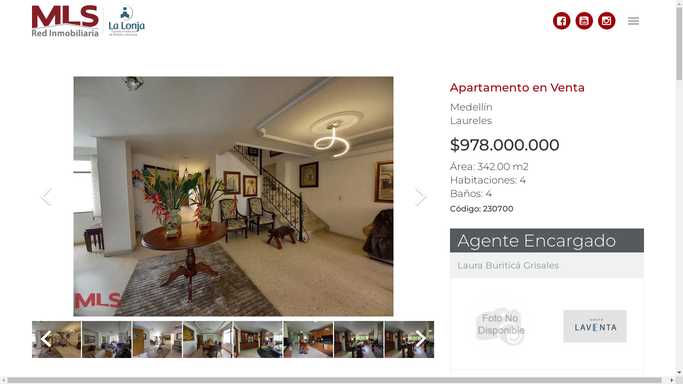 MLS
Red Inmobiliaria
La Lonja
Apartamento en Venta
Medellín
Laureles
$978.000.000
Área: 342.00 m2
Habitaciones: 4
Baños: 4
Código: 230700
Agente Encargado
Laura Buriticá Grisales
MLS
Foto No
Disponible
LAVENTA